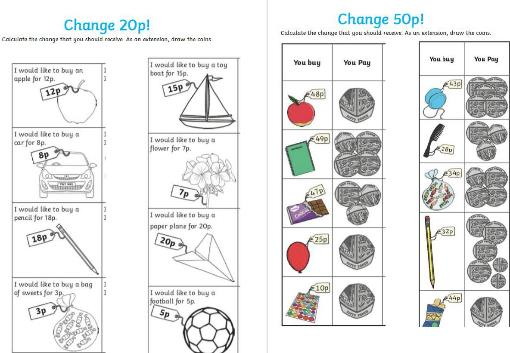 Change 20p!
Calculate the change that you should receive. As an extension, draw the coins.
I would like to buy an
apple for 12p.
12p
I would like to buy a toy
boat for 15p.
15p
I would like to buy a
car for 8p.
8p
I would like to buy a
flower for 7p.
7p
I would like to buy a
pencil for 18p.
18p
I would like to buy a
paper plane for 20p.
20p
I would like to buy a bag
of sweets for 3p.
3p
I would like to buy a
football for 5p.
5p
Change 50p!
Calculate the change that you should receive. As an extension, draw the coins.
You buy
You Pay
48p
49p
47p
25p
10p
You buy
You Pay
43p
28p
34p
32p
44p